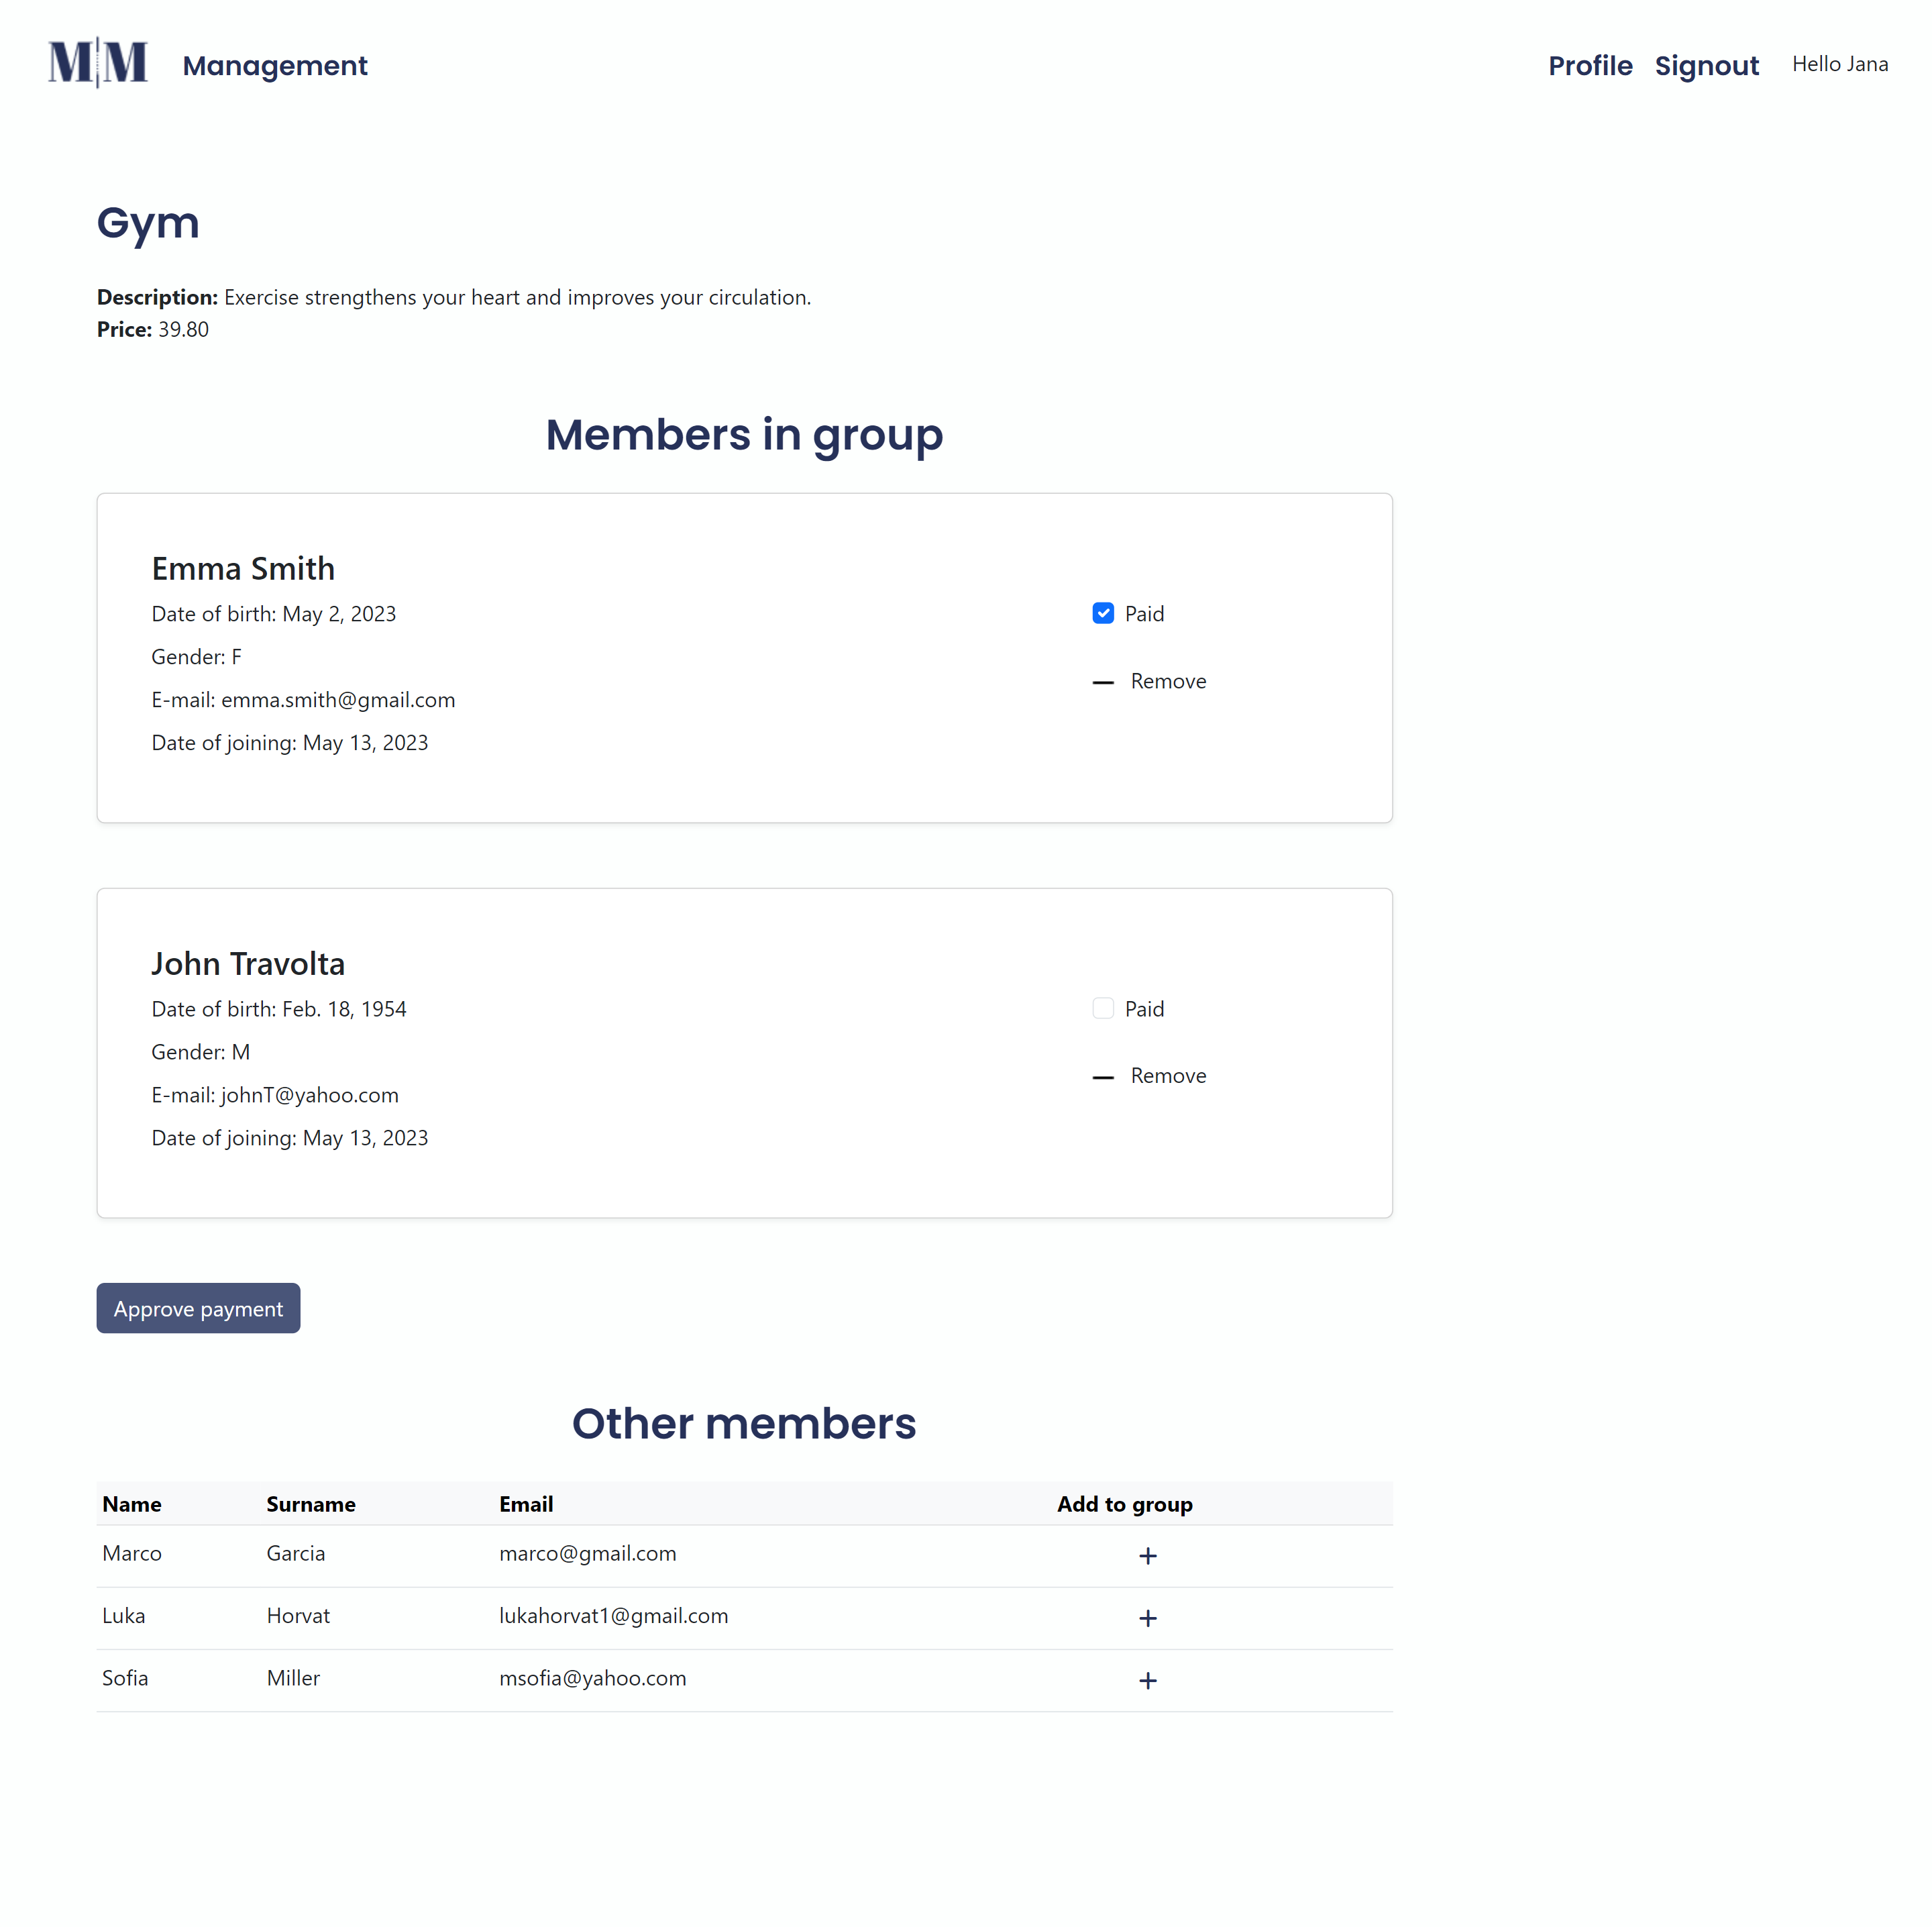 M|M Management Profile Signout Hello Jana
Gym
Description: Exercise strengthens your heart and improves your circulation.
Price: 39.80
Members in group
Emma Smith
Date of birth: May 2, 2023
Paid
Gender: F
Remove
E-mail: emma.smith@gmail.com
Date of joining: May 13, 2023
John Travolta
Date of birth: Feb. 18, 1954
Paid
Gender: M
Remove
E-mail: johnT@yahoo.com
Date of joining: May 13, 2023
Approve payment
Other members
Name Surname Email Add to group
Marco Garcia marco@gmail.com +
Luka Horvat lukahorvat1@gmail.com +
Sofia Miller msofia@yahoo.com +